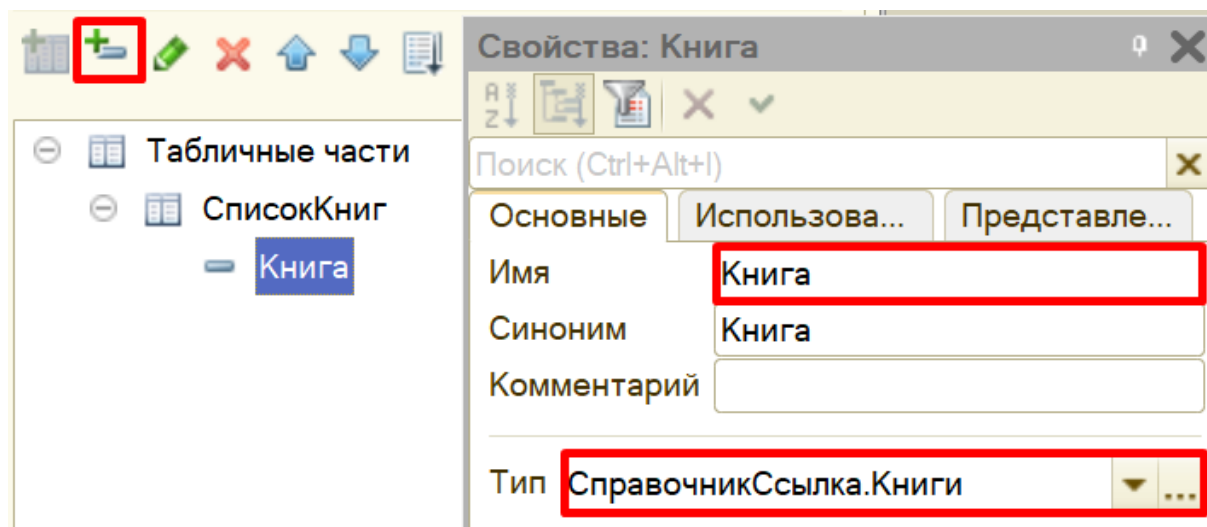 Свойства: Книга
Поиск (Ctrl+Alt+I)
Табличные части
СписокКниг
Книга
Основные
Использова...
Представле...
Имя
Книга
Синоним
Книга
Комментарий
Тип
СправочникСсылка.Книги
...